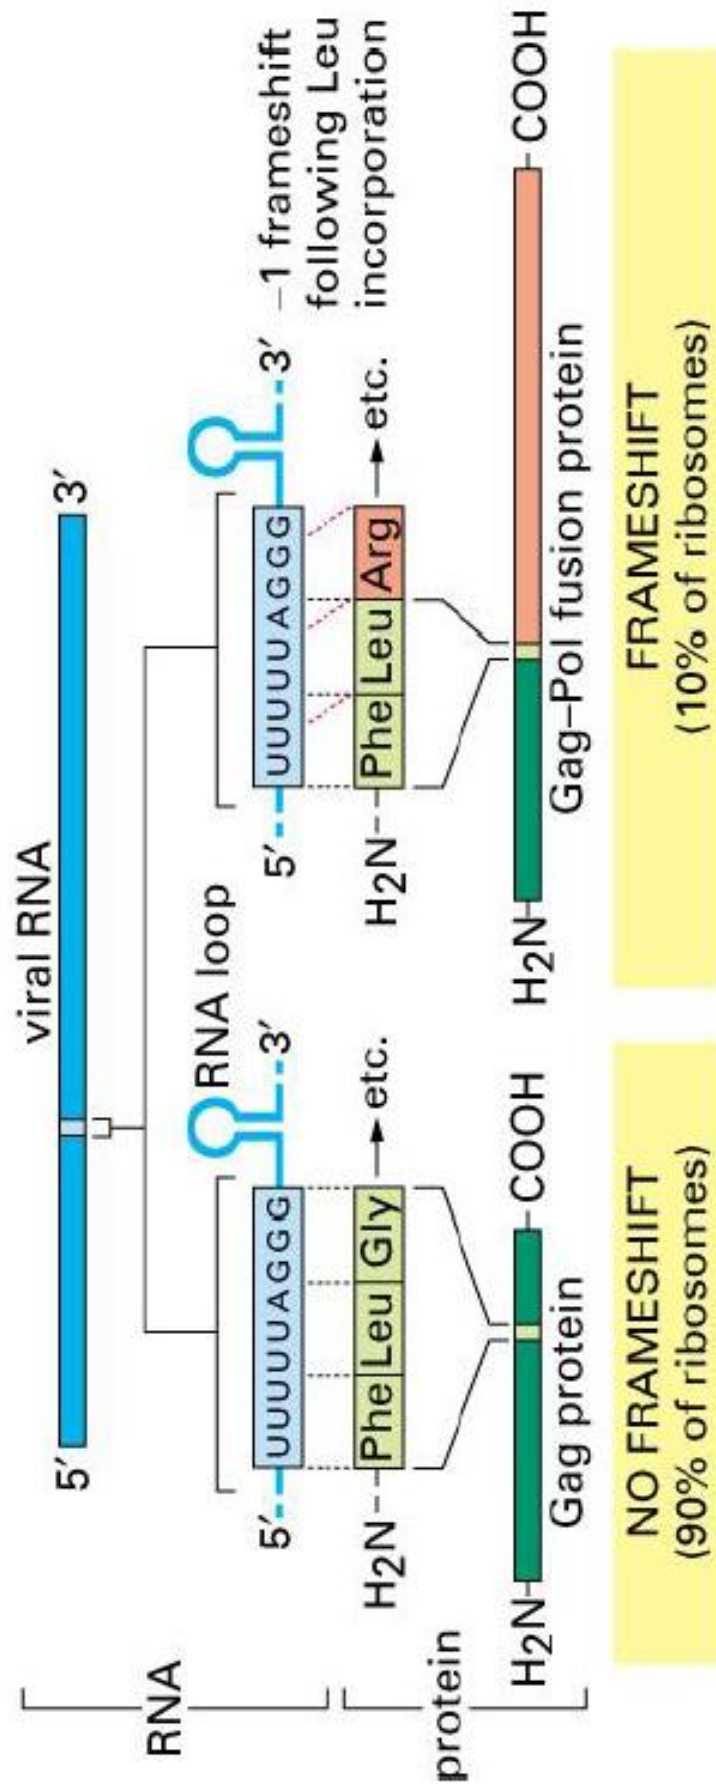 viral RNA
5′ 3′
RNA
RNA loop
5′ UUUUUAGGG 3′
5′ UUUUUAGGG 3′
–1 frameshift
following Leu
incorporation
protein
H2N Phe Leu Gly etc.
H2N Phe Leu Arg etc.
H2N COOH
Gag protein
H2N COOH
Gag–Pol fusion protein
NO FRAMESHIFT
(90% of ribosomes)
FRAMESHIFT
(10% of ribosomes)